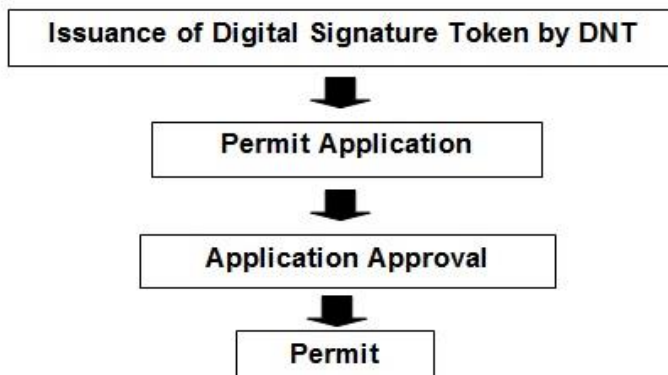 Issuance of Digital Signature Token by DNT
Permit Application
Application Approval
Permit